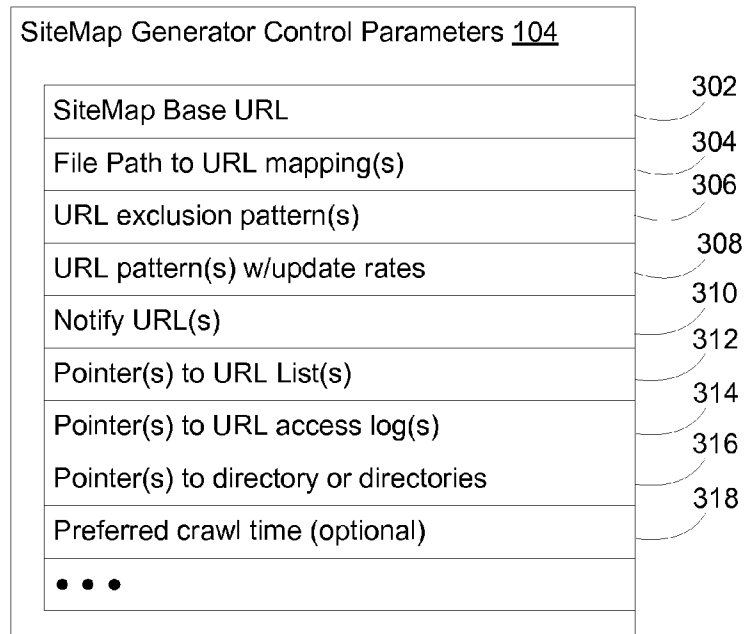 SiteMap Generator Control Parameters 104
SiteMap Base URL
302
File Path to URL mapping(s)
304
URL exclusion pattern(s)
306
URL pattern(s) w/update rates
308
Notify URL(s)
310
Pointer(s) to URL List(s)
312
Pointer(s) to URL access log(s)
314
Pointer(s) to directory or directories
316
Preferred crawl time (optional)
318
• • •